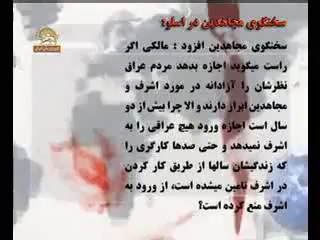 سخنگوی مجاهدین در اسلو:
سخنگوی مجاهدین افزود : مالکی اگر
راست میگوید اجازه بدهد مردم عراق
نظرشان را آزادانه در مورد اشرف و
مجاهدین ابراز دارند و الا چرا بیش از دو
سال است اجازه ورود هیچ عراقی را به
اشرف نمیدهد و حتی صدها کارگری را
که زندگیشان سالها از طریق کار کردن
در اشرف تامین میشده است، از ورود به
اشرف منع کرده است؟